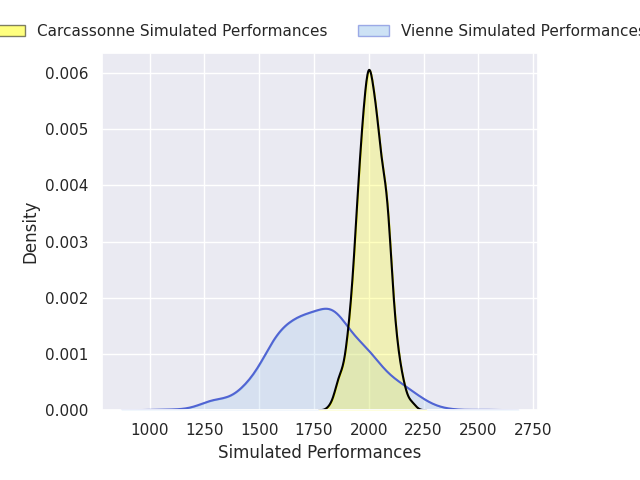 Carcassonne Simulated Performances
Vienne Simulated Performances
0.006
0.005
0.004
0.003
0.002
0.001
0.000
Density
1000 1250 1500 1750 2000 2250 2500 2750
Simulated Performances